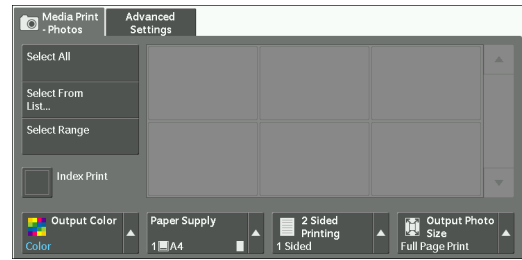 Media Print
- Photos
Advanced
Settings
Select All
Select From
List...
Select Range
Index Print
Output Color
Color
Paper Supply
1 A4
2 Sided
Printing
1 Sided
Output Photo
Size
Full Page Print